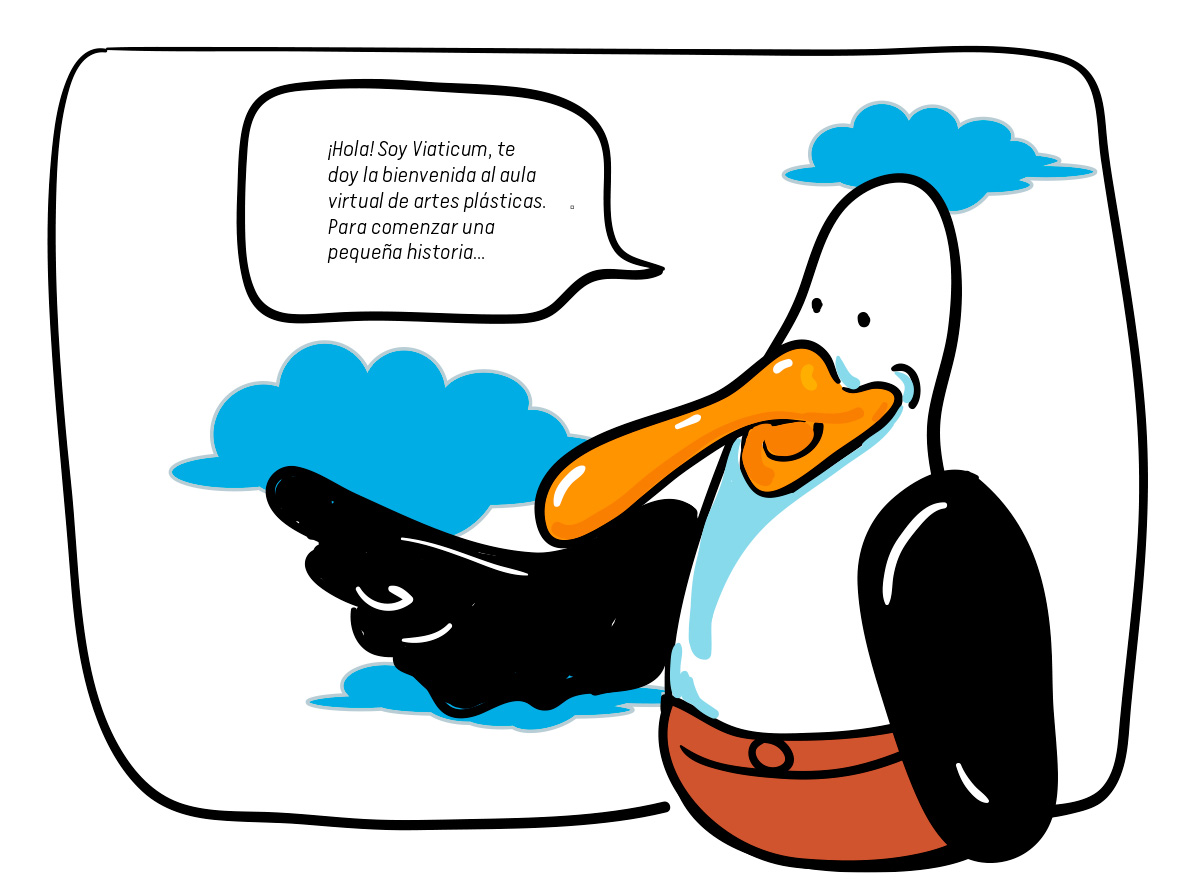 ¡Hola! Soy Viaticum, te
doy la bienvenida al aula
virtual de artes plásticas.
Para comenzar una
pequeña historia...